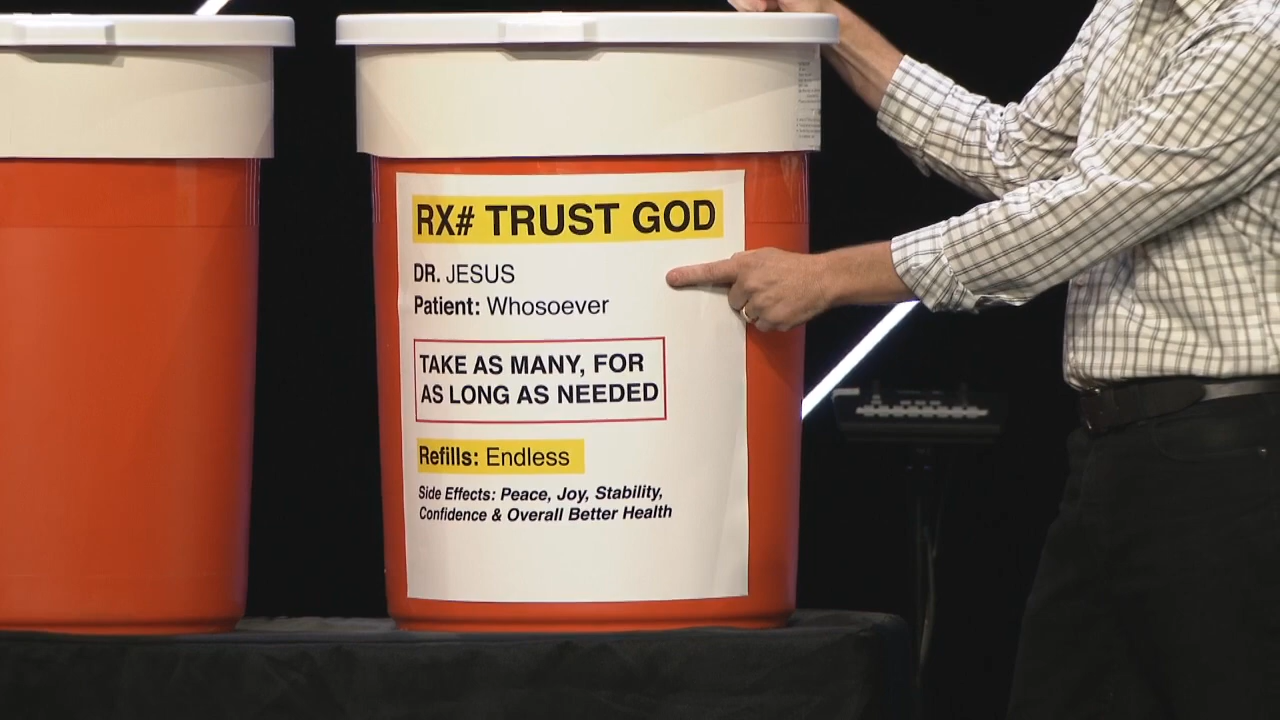 RX# TRUST GOD
DR. JESUS
Patient: Whosoever
TAKE AS MANY, FOR
AS LONG AS NEEDED
Refills: Endless
Side Effects: Peace, Joy, Stability,
Confidence & Overall Better Health